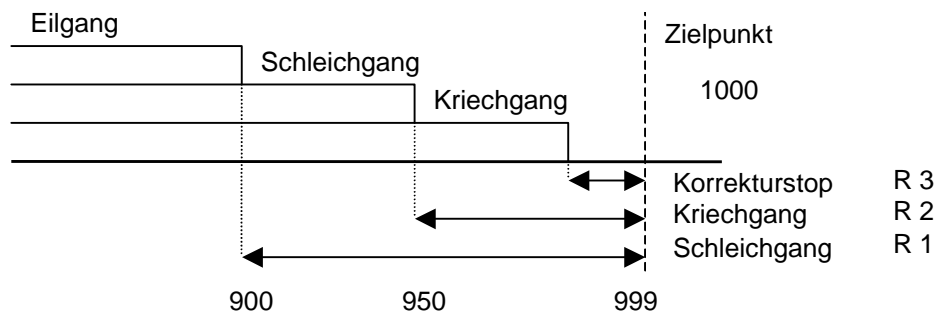 Eilgang
Zielpunkt
Schleichgang
Kriechgang
1000
Korrekturstop R 3
Kriechgang R 2
Schleichgang R 1
900 950 999